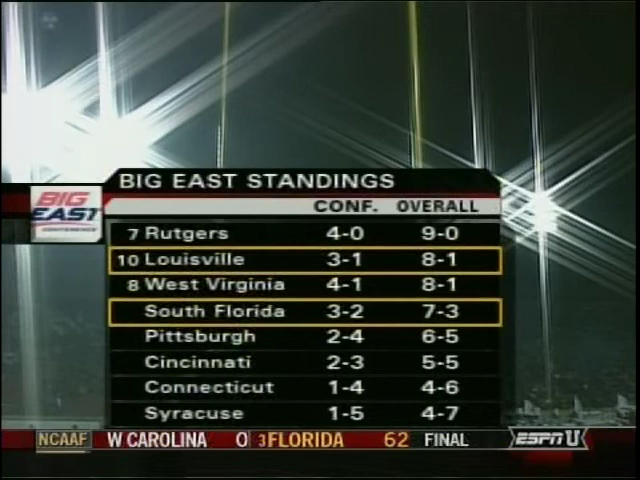 BIG EAST STANDINGS
BIG EAST CONFERENCE
CONF. OVERALL
7 Rutgers 4-0 9-0
10 Louisville 3-1 8-1
8 West Virginia 4-1 8-1
South Florida 3-2 7-3
Pittsburgh 2-4 6-5
Cincinnati 2-3 5-5
Connecticut 1-4 4-6
Syracuse 1-5 4-7
NCAAF W CAROLINA 0 3 FLORIDA 62 FINAL ESPNU